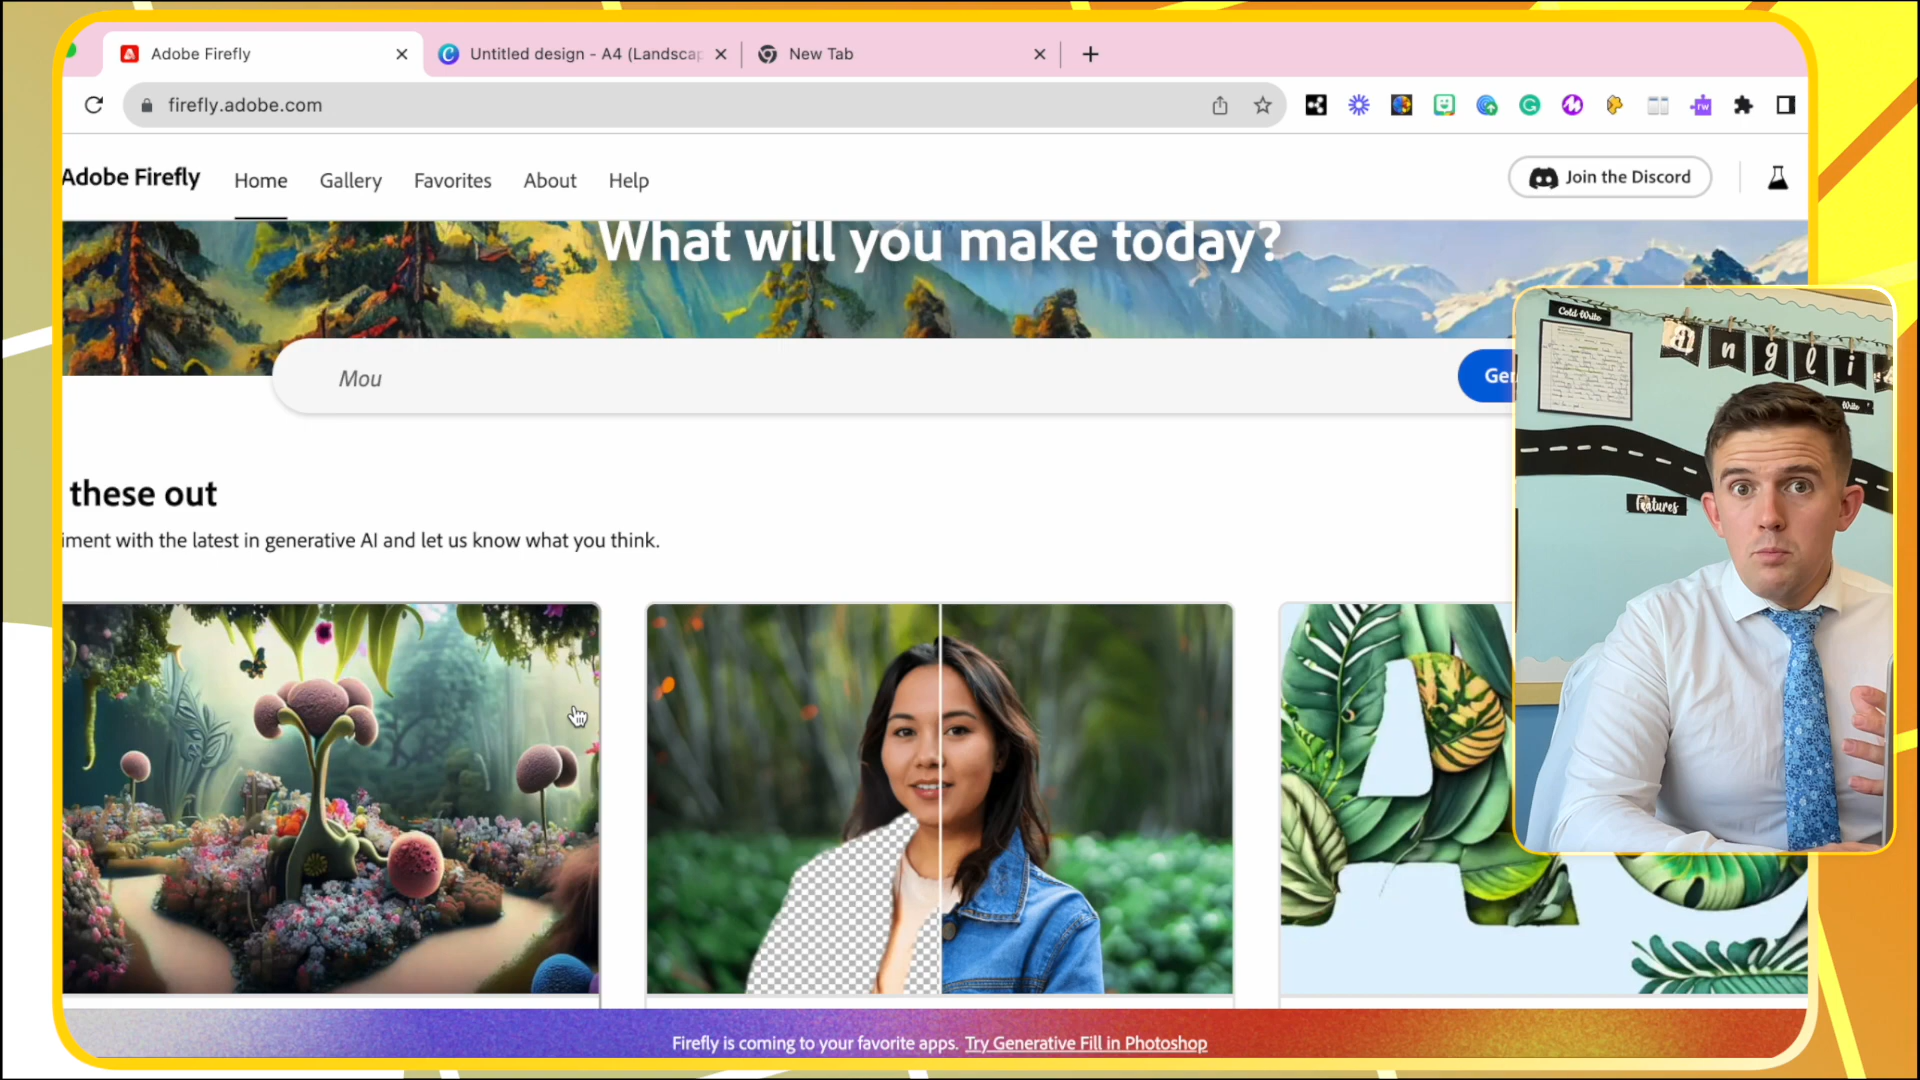 Adobe Firefly
Untitled design - A4 (Landscap
New Tab
firefly.adobe.com
rw
Adobe Firefly
Home
Gallery
Favorites
About
Help
Join the Discord
What will you make today?
Mou
Gen
Cold Write
n g l i
Write
Features
these out
iment with the latest in generative AI and let us know what you think.
Firefly is coming to your favorite apps. Try Generative Fill in Photoshop